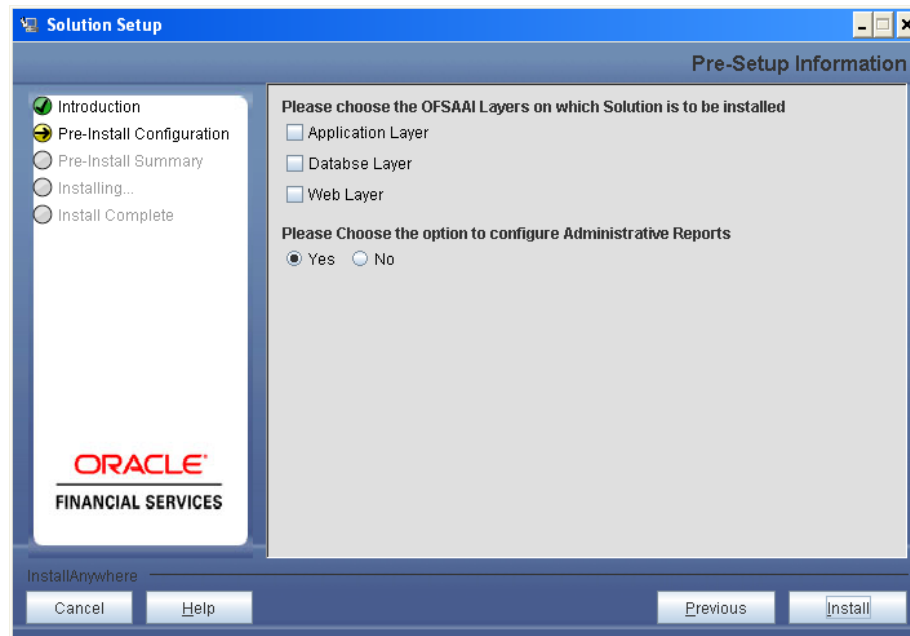 Solution Setup
Pre-Setup Information
Introduction
Pre-Install Configuration
Pre-Install Summary
Installing...
Install Complete
ORACLE
FINANCIAL SERVICES
Please choose the OFSAAI Layers on which Solution is to be installed
Application Layer
Databse Layer
Web Layer
Please Choose the option to configure Administrative Reports
Yes No
InstallAnywhere
Cancel Help Previous Install